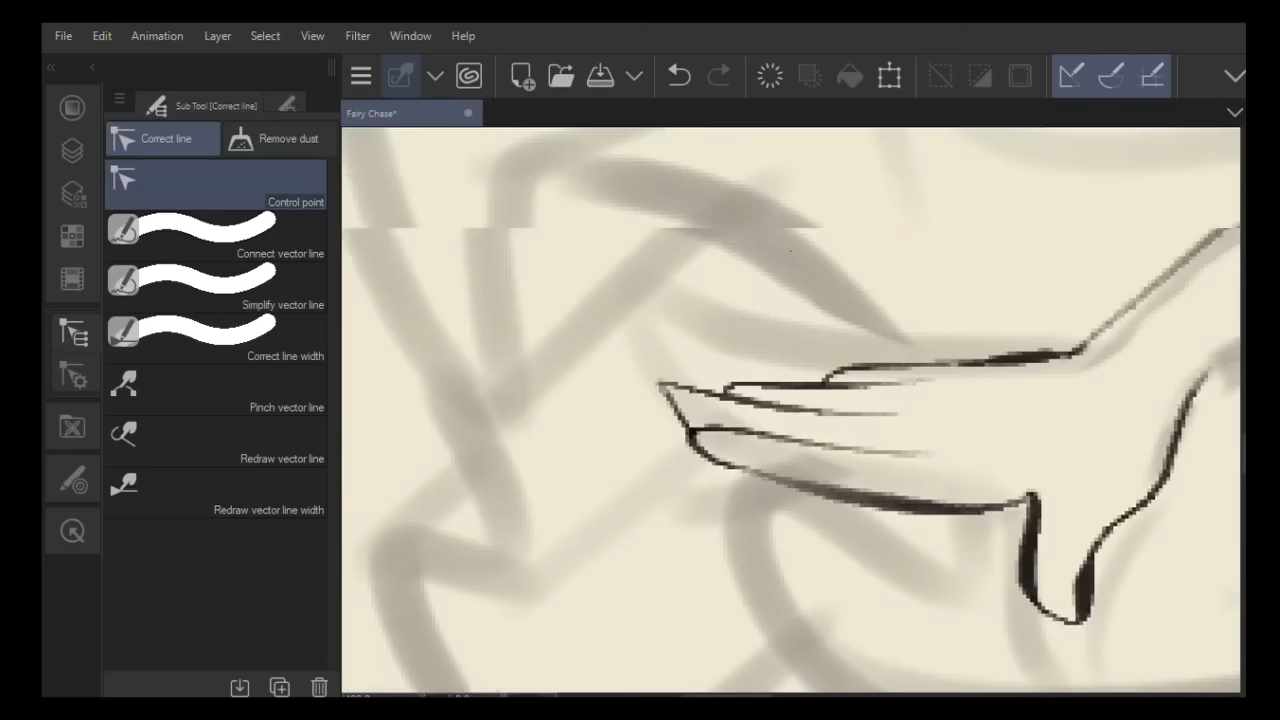 File Edit Animation Layer Select View Filter Window Help
Sub Tool [Correct line]
Fairy Chase*
Correct line Remove dust
Control point
Connect vector line
Simplify vector line
Correct line width
Pinch vector line
Redraw vector line
Redraw vector line width